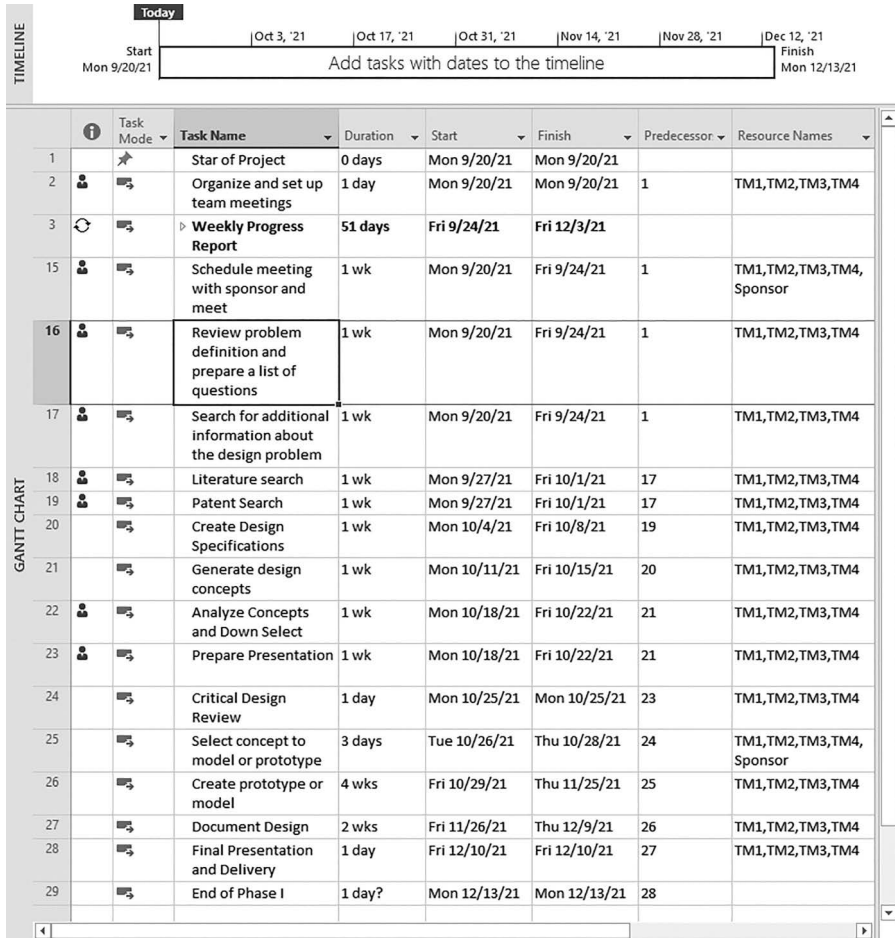 Today
TIMELINE
Oct 3, '21 Oct 17, '21 Oct 31, '21 Nov 14, '21 Nov 28, '21 Dec 12, '21
Start
Mon 9/20/21
Add tasks with dates to the timeline
Finish
Mon 12/13/21
GANTT CHART
Task
Mode Task Name Duration Start Finish Predecessor Resource Names
1 Star of Project 0 days Mon 9/20/21 Mon 9/20/21
2 Organize and set up 1 day Mon 9/20/21 Mon 9/20/21 1 TM1,TM2,TM3,TM4
team meetings
3 Weekly Progress 51 days Fri 9/24/21 Fri 12/3/21
Report
15 Schedule meeting 1 wk Mon 9/20/21 Fri 9/24/21 1 TM1,TM2,TM3,TM4,
with sponsor and Sponsor
meet
16 Review problem 1 wk Mon 9/20/21 Fri 9/24/21 1 TM1,TM2,TM3,TM4
definition and
prepare a list of
questions
17 Search for additional 1 wk Mon 9/20/21 Fri 9/24/21 1 TM1,TM2,TM3,TM4
information about
the design problem
18 Literature search 1 wk Mon 9/27/21 Fri 10/1/21 17 TM1,TM2,TM3,TM4
19 Patent Search 1 wk Mon 9/27/21 Fri 10/1/21 17 TM1,TM2,TM3,TM4
20 Create Design 1 wk Mon 10/4/21 Fri 10/8/21 19 TM1,TM2,TM3,TM4
Specifications
21 Generate design 1 wk Mon 10/11/21 Fri 10/15/21 20 TM1,TM2,TM3,TM4
concepts
22 Analyze Concepts 1 wk Mon 10/18/21 Fri 10/22/21 21 TM1,TM2,TM3,TM4
and Down Select
23 Prepare Presentation 1 wk Mon 10/18/21 Fri 10/22/21 21 TM1,TM2,TM3,TM4
24 Critical Design 1 day Mon 10/25/21 Mon 10/25/21 23 TM1,TM2,TM3,TM4
Review
25 Select concept to 3 days Tue 10/26/21 Thu 10/28/21 24 TM1,TM2,TM3,TM4,
model or prototype Sponsor
26 Create prototype or 4 wks Fri 10/29/21 Thu 11/25/21 25 TM1,TM2,TM3,TM4
model
27 Document Design 2 wks Fri 11/26/21 Thu 12/9/21 26 TM1,TM2,TM3,TM4
28 Final Presentation 1 day Fri 12/10/21 Fri 12/10/21 27 TM1,TM2,TM3,TM4
and Delivery
29 End of Phase I 1 day? Mon 12/13/21 Mon 12/13/21 28